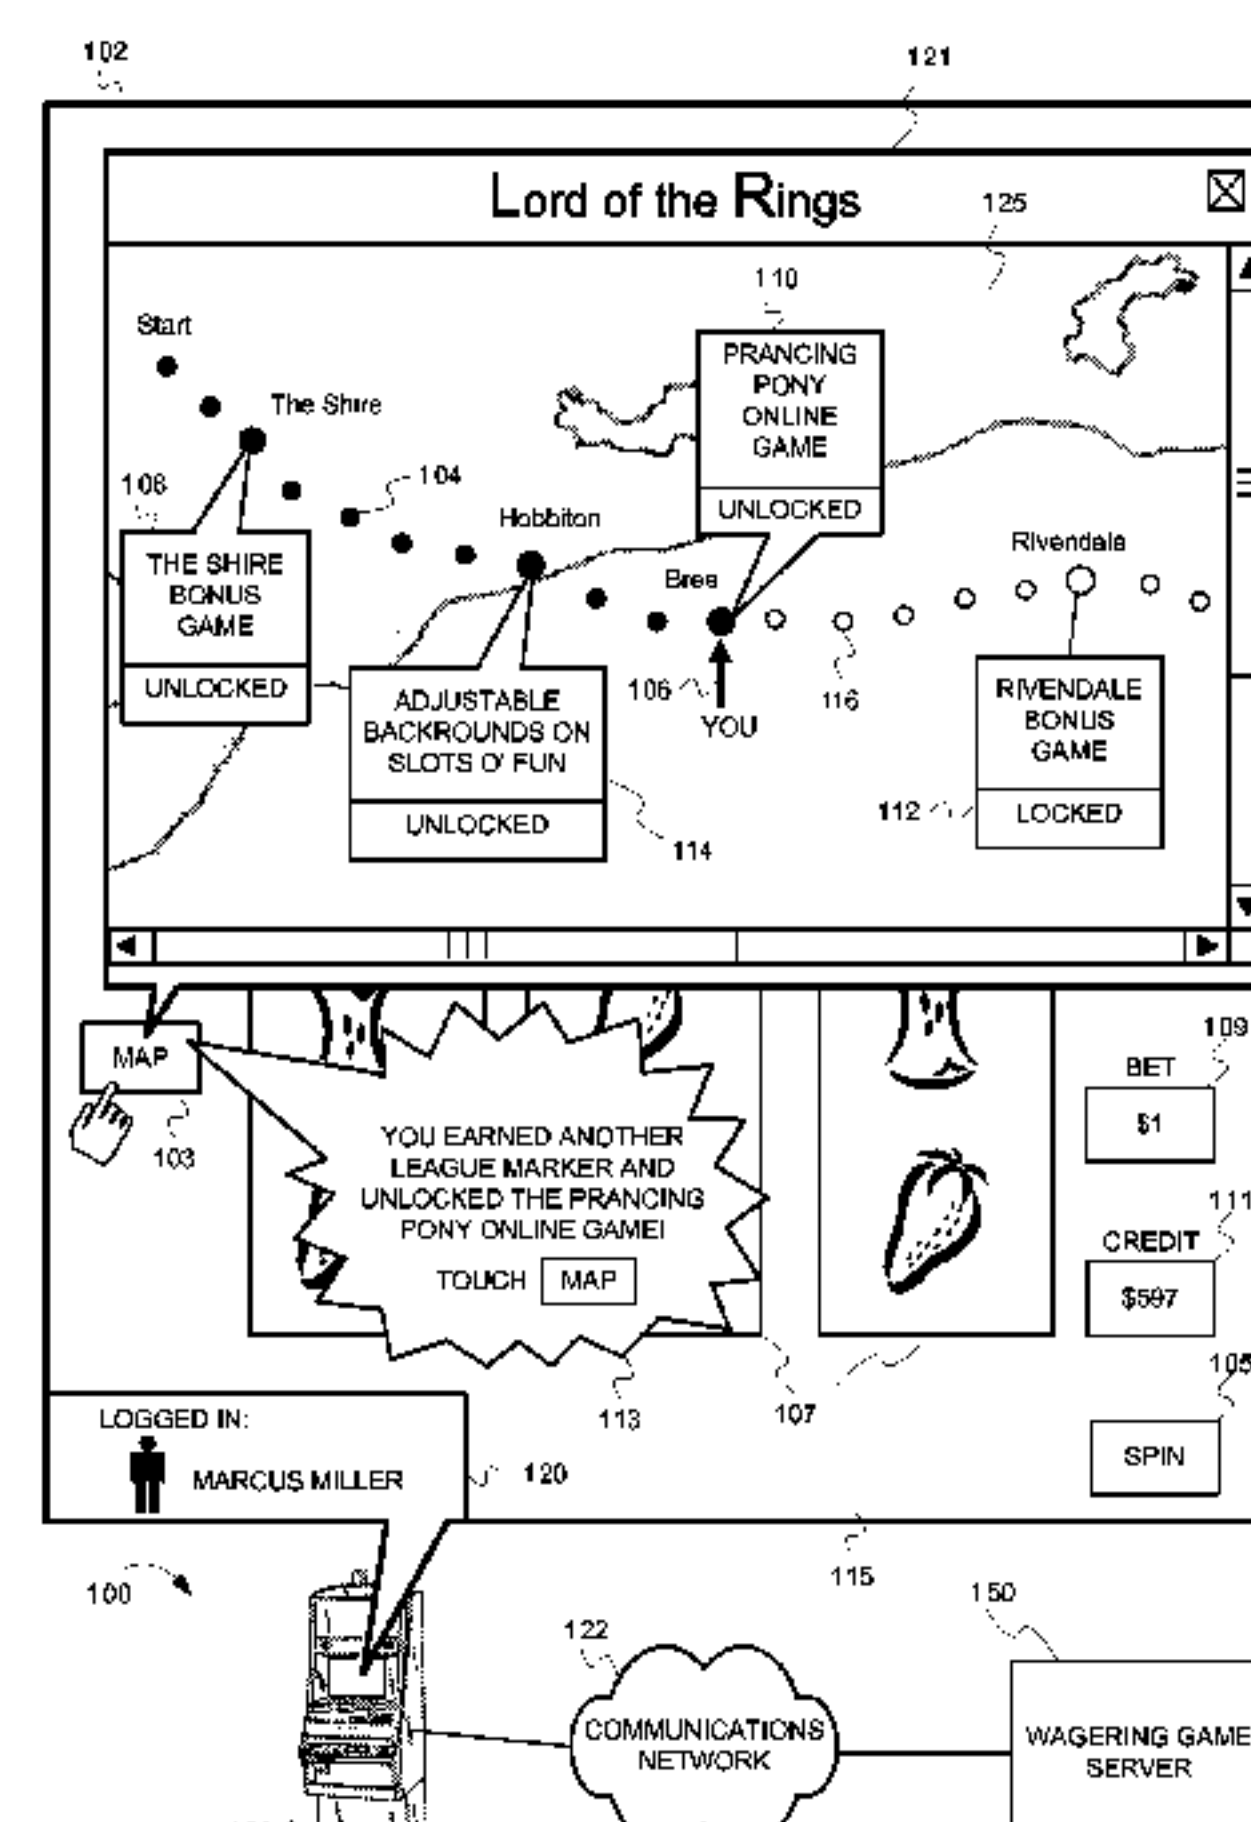 102
121
Lord of the Rings
125
110
Start
PRANCING
PONY
ONLINE
GAME
UNLOCKED
The Shire
108
104
Hobbiton
THE SHIRE
BONUS
GAME
UNLOCKED
Rivendale
Bree
106
YOU
116
ADJUSTABLE
BACKROUNDS ON
SLOTS O' FUN
UNLOCKED
RIVENDALE
BONUS
GAME
LOCKED
112
114
109
MAP
BET
$1
103
YOU EARNED ANOTHER
LEAGUE MARKER AND
UNLOCKED THE PRANCING
PONY ONLINE GAME!
TOUCH MAP
111
CREDIT
$597
105
113
107
LOGGED IN:
MARCUS MILLER
120
SPIN
100
115
150
122
COMMUNICATIONS
NETWORK
WAGERING GAME
SERVER